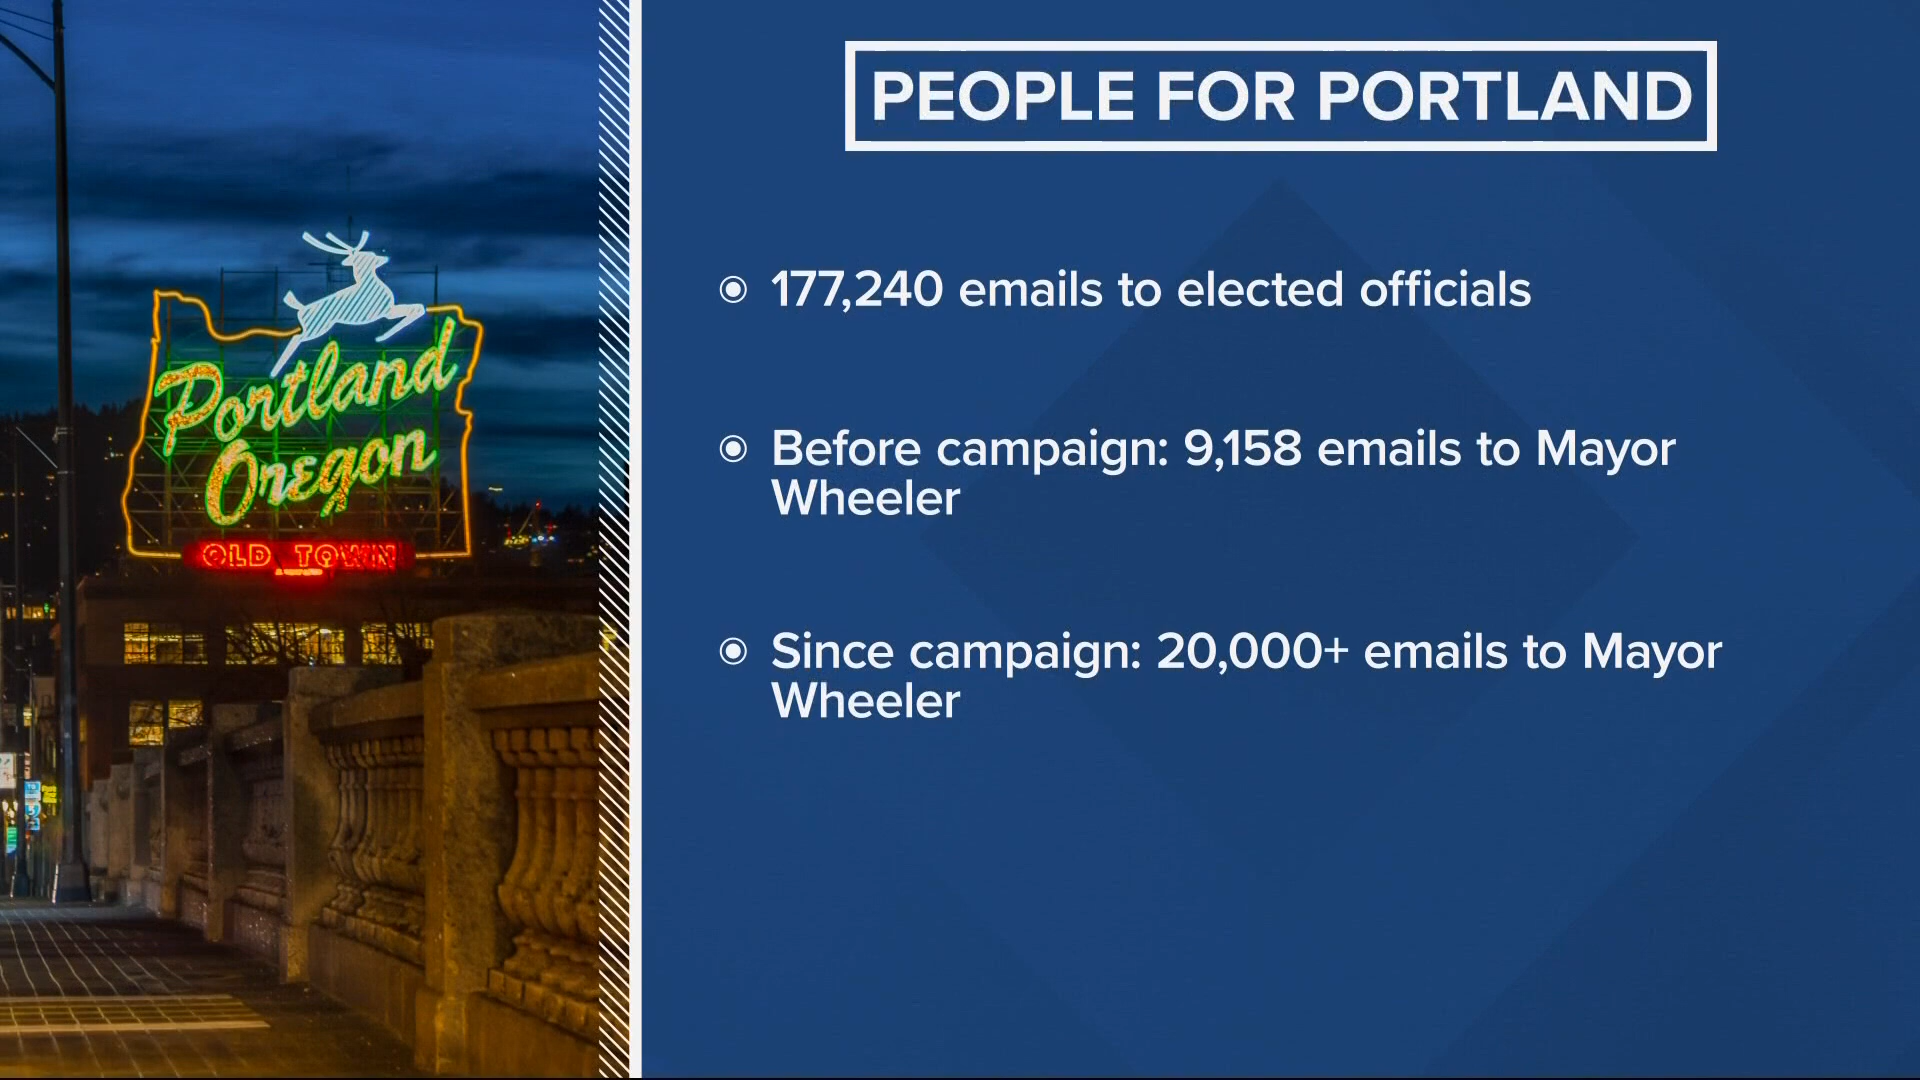 PEOPLE FOR PORTLAND
177,240 emails to elected officials
Before campaign: 9,158 emails to Mayor
Wheeler
Since campaign: 20,000+ emails to Mayor
Wheeler
Portland
Oregon
OLD TOWN